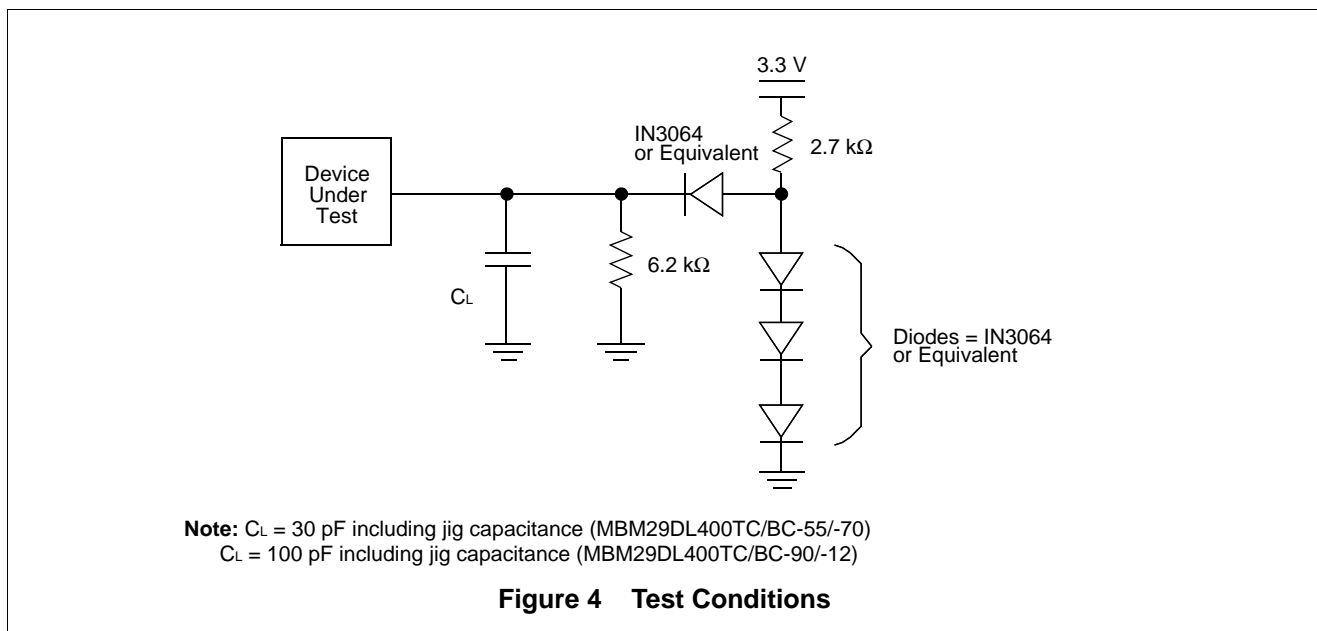 3.3 V
IN3064
or Equivalent
2.7 kΩ
Device
Under
Test
6.2 kΩ
CL
Diodes = IN3064
or Equivalent
Note: CL = 30 pF including jig capacitance (MBM29DL400TC/BC-55/-70)
CL = 100 pF including jig capacitance (MBM29DL400TC/BC-90/-12)
Figure 4 Test Conditions